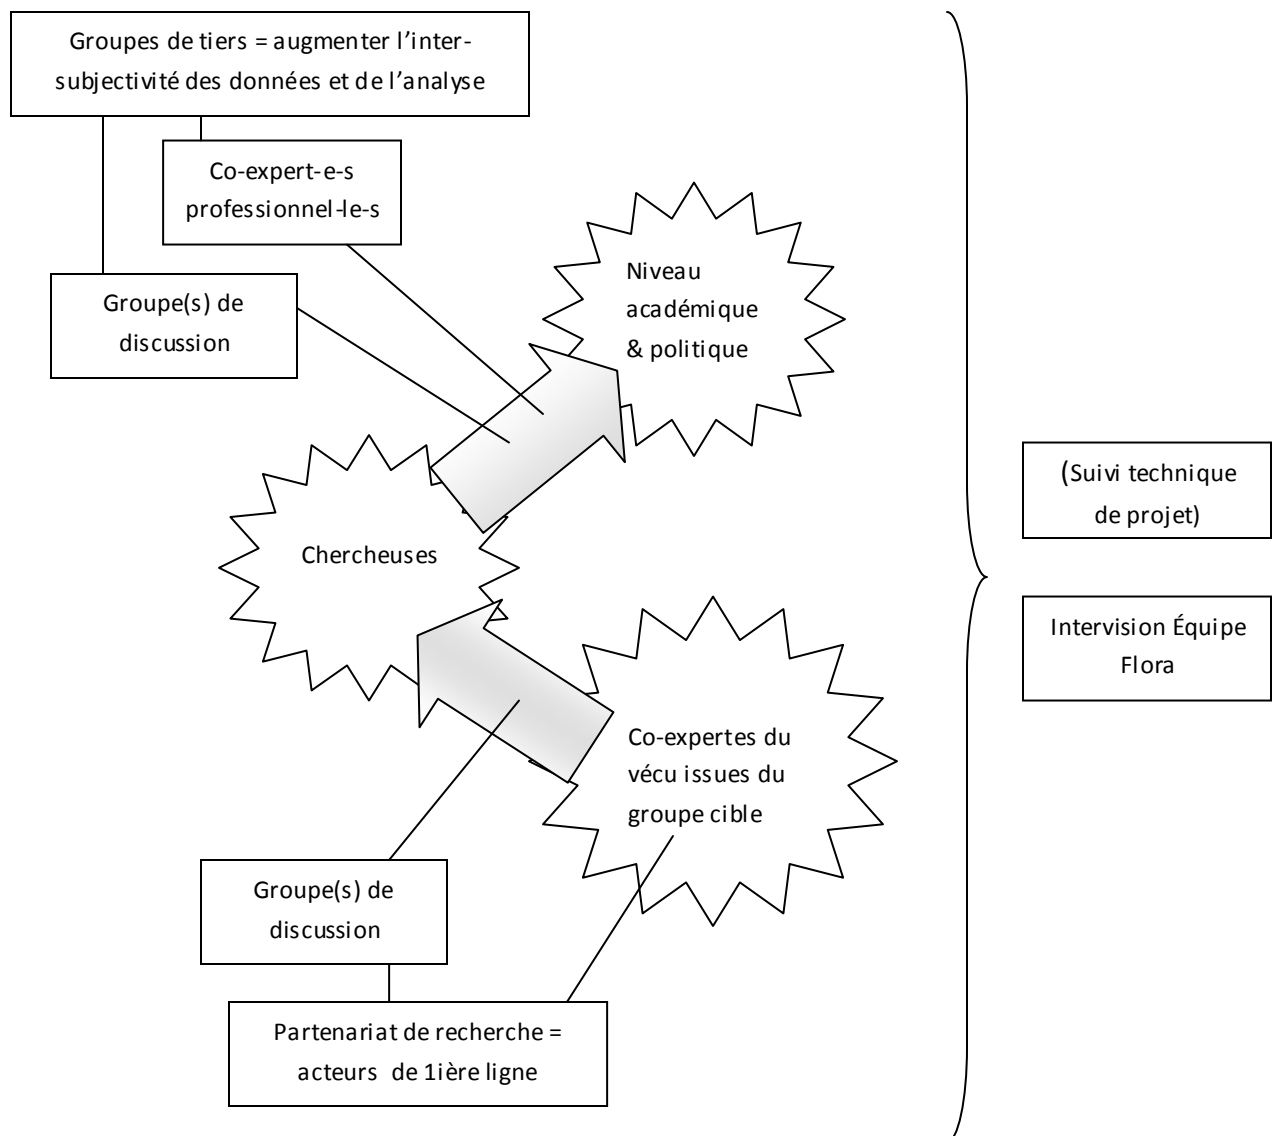 Groupes de tiers = augmenter l’inter-
subjectivité des données et de l’analyse
Co-expert-e-s
professionnel-le-s
Groupe(s) de
discussion
Niveau
académique
& politique
Chercheuses
(Suivi technique
de projet)
Intervision Équipe
Flora
Co-expertes du
vécu issues du
groupe cible
Groupe(s) de
discussion
Partenariat de recherche =
acteurs de 1ière ligne